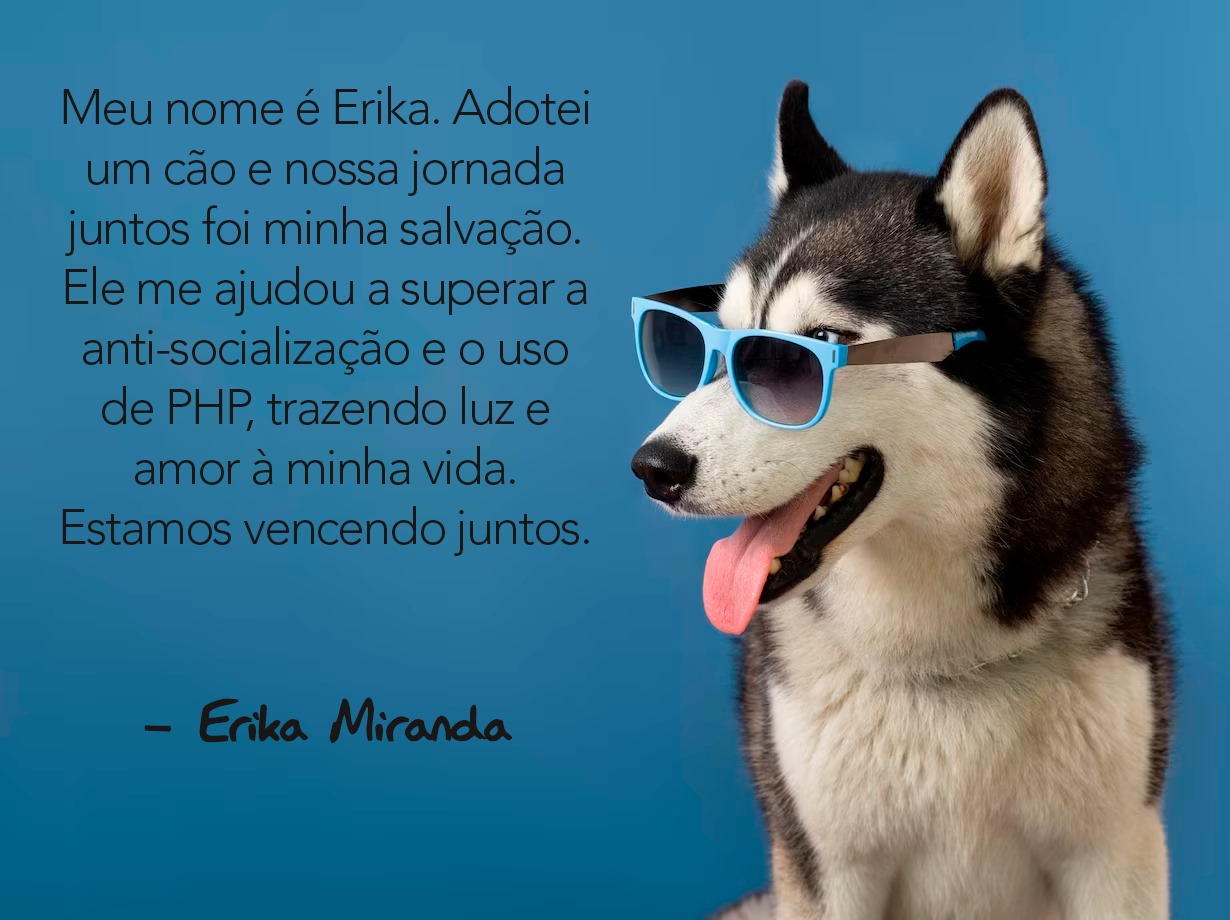 Meu nome é Erika. Adotei
um cão e nossa jornada
juntos foi minha salvação.
Ele me ajudou a superar a
anti-socialização e o uso
de PHP, trazendo luz e
amor à minha vida.
Estamos vencendo juntos.
– Erika Miranda